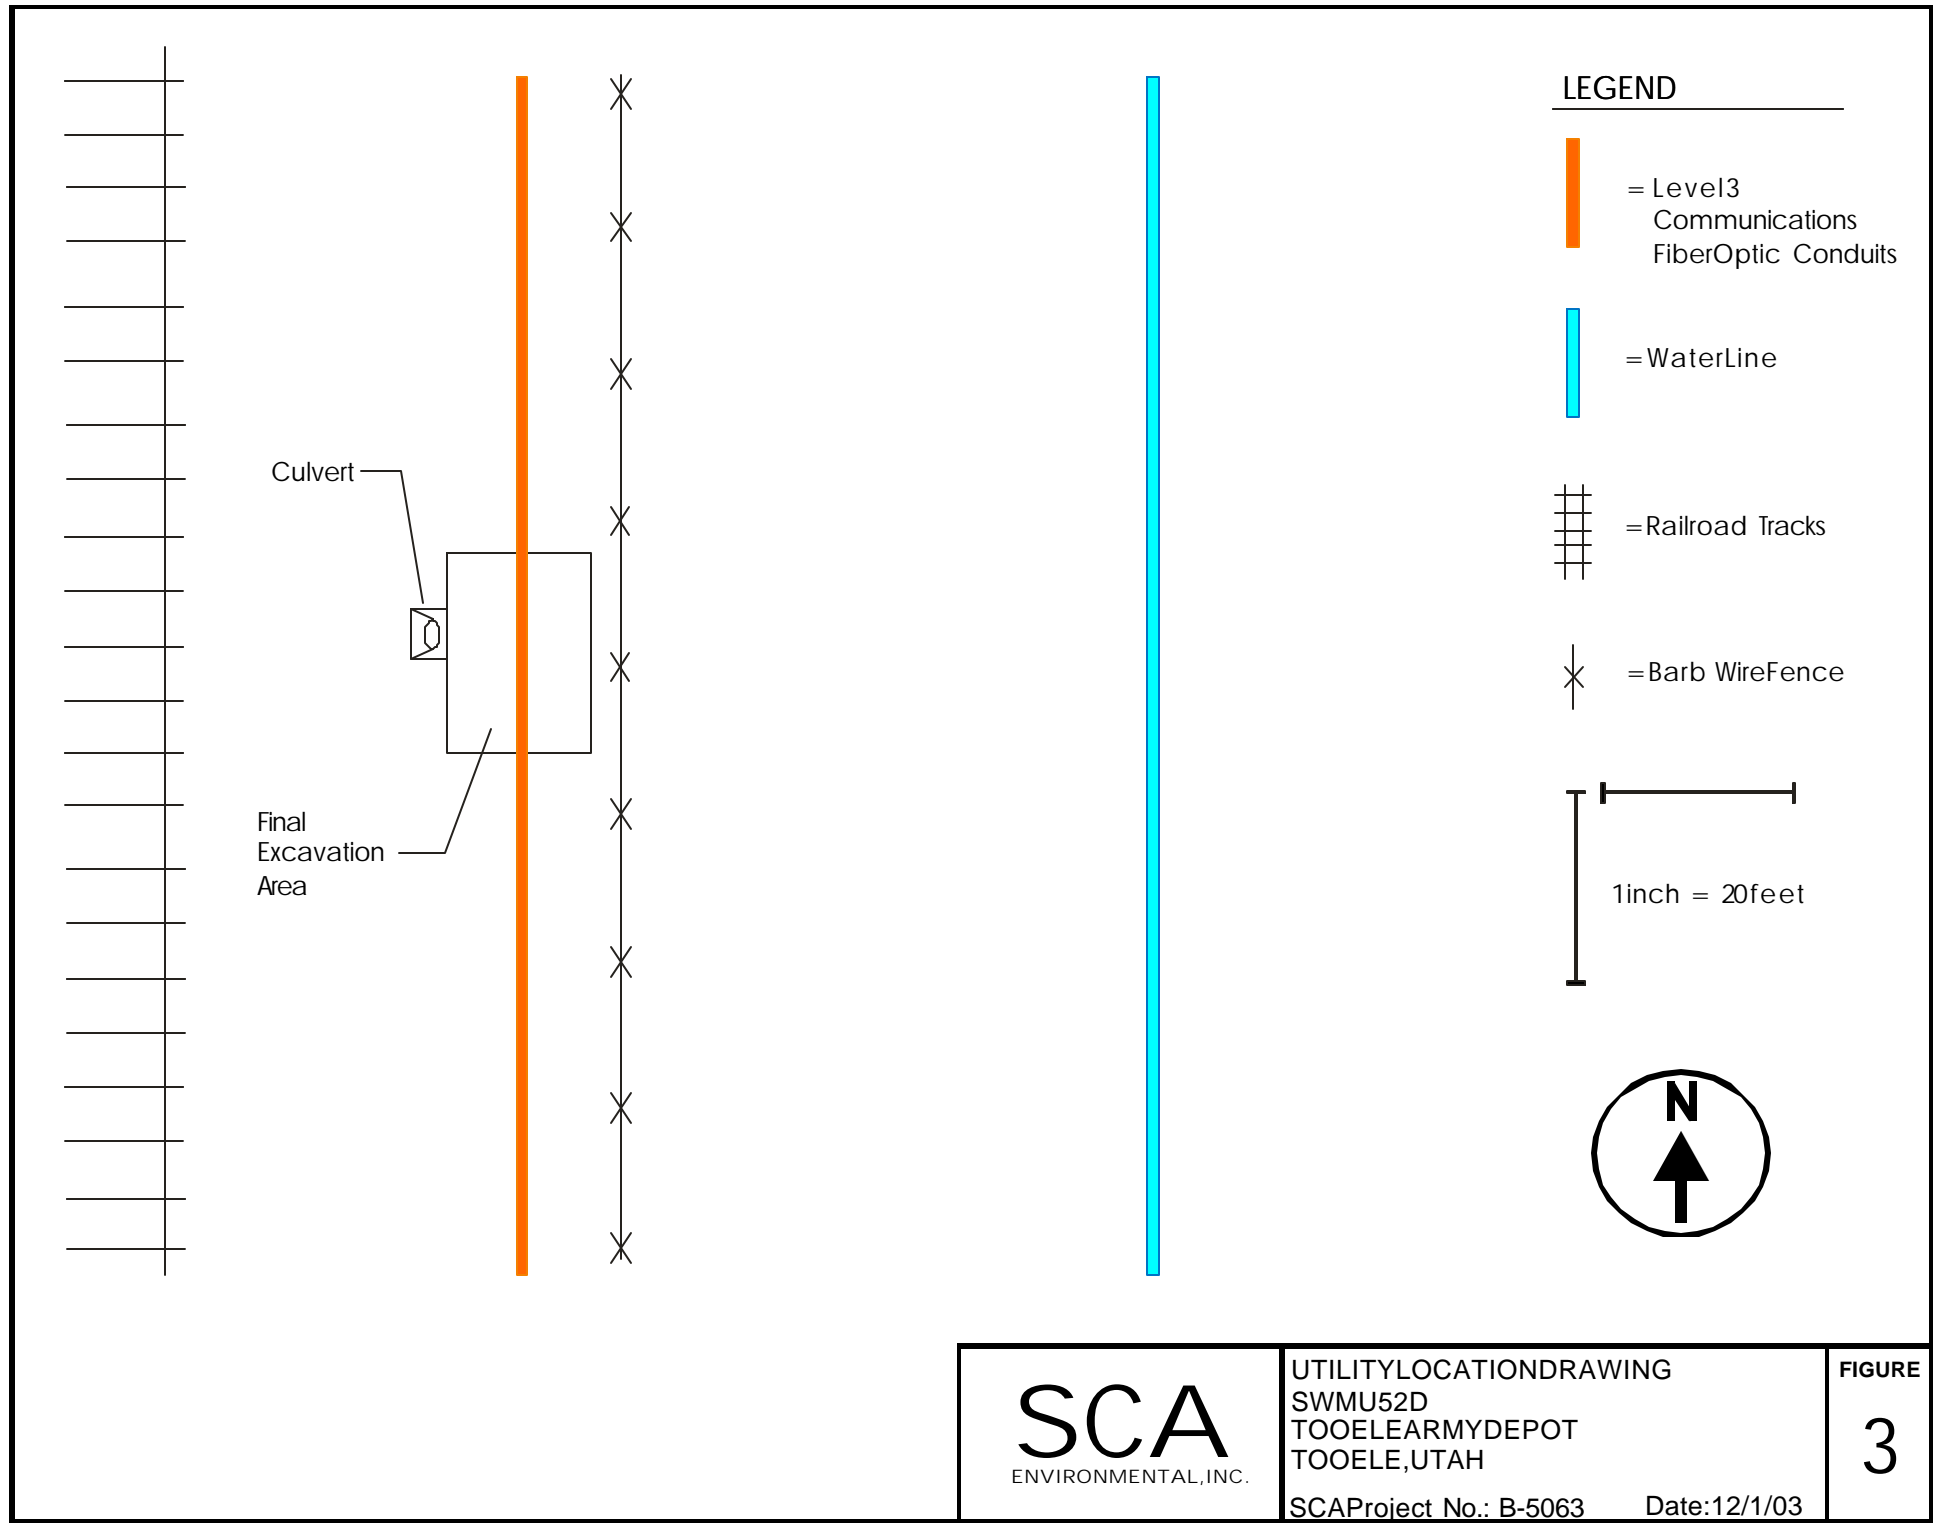 LEGEND
= Level3
Communications
FiberOptic Conduits
=WaterLine
Culvert
=Railroad Tracks
=Barb WireFence
Final
Excavation
Area
1inch = 20feet
N
SCA
ENVIRONMENTAL,INC.
UTILITYLOCATIONDRAWING
SWMU52D
TOOELEARMYDEPOT
TOOELE,UTAH
SCAProject No.: B-5063 Date:12/1/03
FIGURE
3